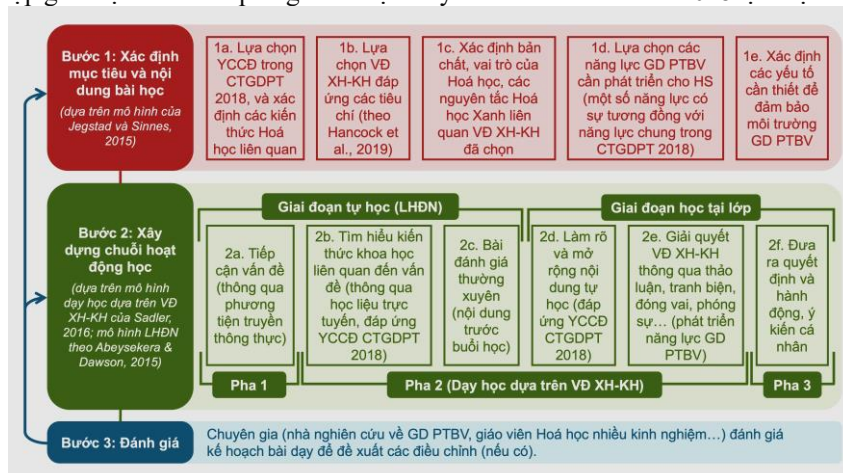 Bước 1: Xác định
mục tiêu và nội
dung bài học
(dựa trên mô hình của
Jegstad và Sinnes,
2015)
1a. Lựa chọn
YCCĐ trong
CTGDPT
2018, và xác
định các kiến
thức Hoá
học liên quan
1b. Lựa
chọn VĐ
XH-KH đáp
ứng các tiêu
chí (theo
Hancock et
al., 2019)
1c. Xác định bản
chất, vai trò của
Hoá học, các
nguyên tắc Hoá
học Xanh liên
quan VĐ XH-KH
đã chọn
1d. Lựa chọn các
năng lực GD PTBV
cần phát triển cho HS
(một số năng lực có
sự tương đồng với
năng lực chung trong
CTGDPT 2018)
1e. Xác định
các yếu tố
cần thiết để
đảm bảo
môi trường
GD PTBV
Bước 2: Xây
dựng chuỗi hoạt
động học
(dựa trên mô hình
dạy học dựa trên VĐ
XH-KH của Sadler,
2016; mô hình LHĐN
theo Abeysekera &
Dawson, 2015)
Giai đoạn tự học (LHĐN)
Giai đoạn học tại lớp
2a. Tiếp
cận vấn đề
(thông qua
phương
tiện truyền
thông thực)
2b. Tìm hiểu kiến
thức khoa học
liên quan đến vấn
đề (thông qua
học liệu trực
tuyến, đáp ứng
YCCĐ CTGDPT
2018)
2c. Bài
đánh giá
thường
xuyên
(nội dung
trước
buổi học)
2d. Làm rõ
và mở
rộng nội
dung tự
học (đáp
ứng YCCĐ
CTGDPT
2018)
2e. Giải quyết
VĐ XH-KH
thông qua thảo
luận, tranh biện,
đóng vai, phóng
sự… (phát triển
năng lực GD
PTBV)
2f. Đưa
ra quyết
định và
hành
động, ý
kiến cá
nhân
Pha 1
Pha 2 (Dạy học dựa trên VĐ XH-KH)
Pha 3
Bước 3: Đánh giá
Chuyên gia (nhà nghiên cứu về GD PTBV, giáo viên Hoá học nhiều kinh nghiệm…) đánh giá
kế hoạch bài dạy để đề xuất các điều chỉnh (nếu có).